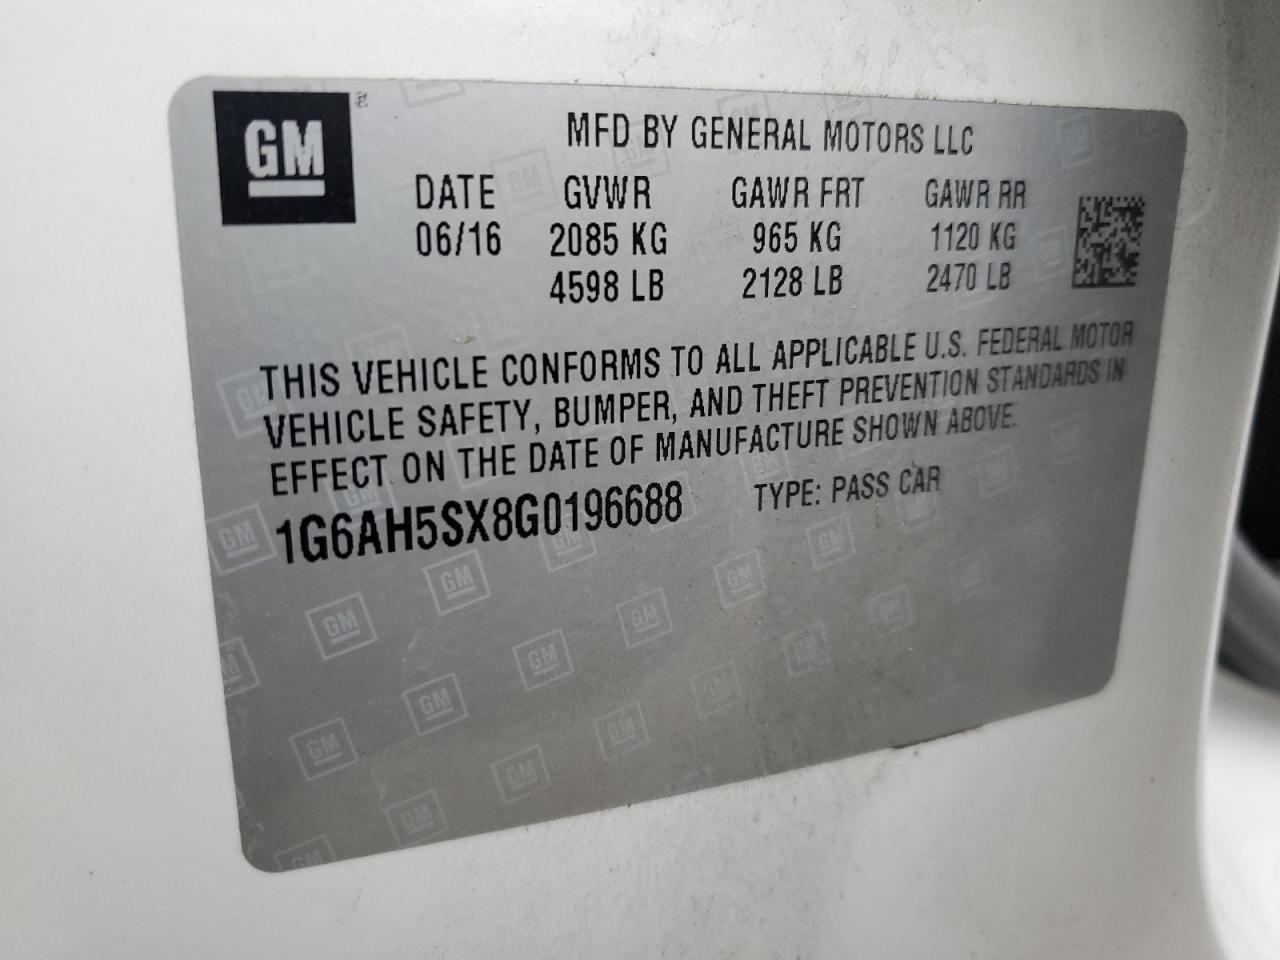 GM
MFD BY GENERAL MOTORS LLC
DATE GVWR GAWR FRT GAWR RR
06/16 2085 KG 965 KG 1120 KG
4598 LB 2128 LB 2470 LB
THIS VEHICLE CONFORMS TO ALL APPLICABLE U.S. FEDERAL MOTOR
VEHICLE SAFETY, BUMPER, AND THEFT PREVENTION STANDARDS IN
EFFECT ON THE DATE OF MANUFACTURE SHOWN ABOVE.
1G6AH5SX8G0196688 TYPE: PASS CAR